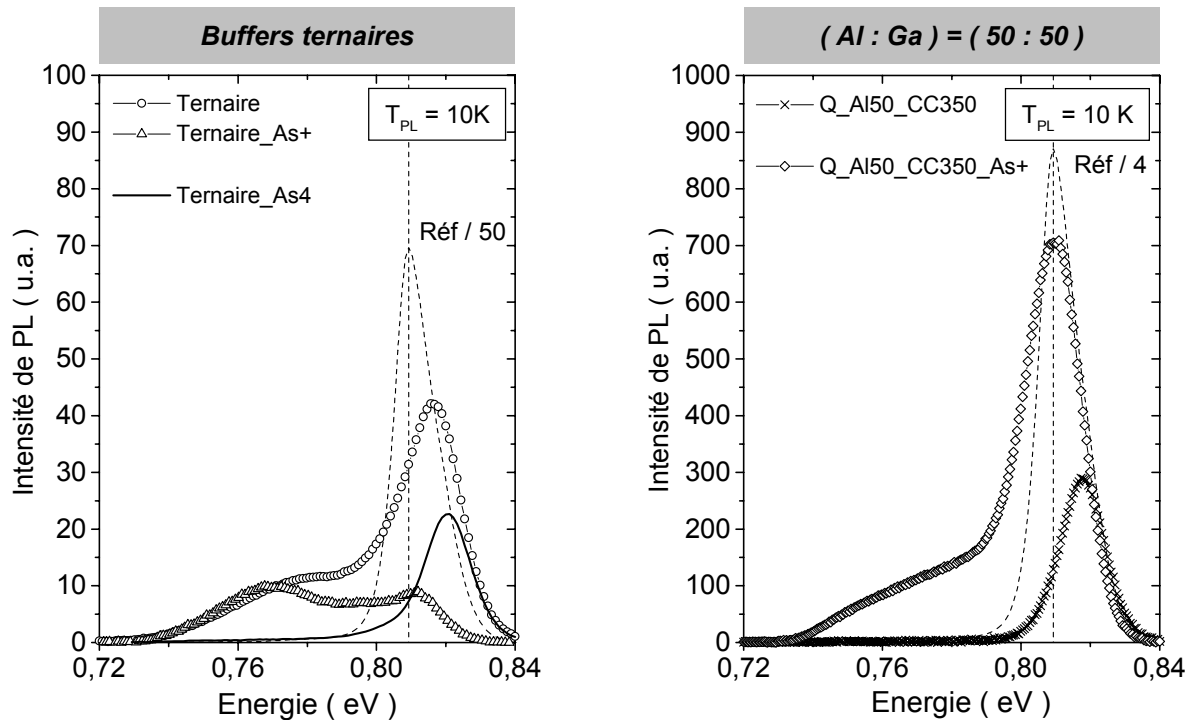 Buffers ternaires
100
90
80
70
60
50
40
30
20
10
0
0,72
0,76
0,80
0,84
Intensité de PL ( u.a. )
Energie ( eV )
Ternaire
Ternaire_As+
Ternaire_As4
TPL = 10K
Réf / 50
( Al : Ga ) = ( 50 : 50 )
1000
900
800
700
600
500
400
300
200
100
0
0,72
0,76
0,80
0,84
Intensité de PL ( u.a. )
Energie ( eV )
Q_Al50_CC350
Q_Al50_CC350_As+
TPL = 10 K
Réf / 4